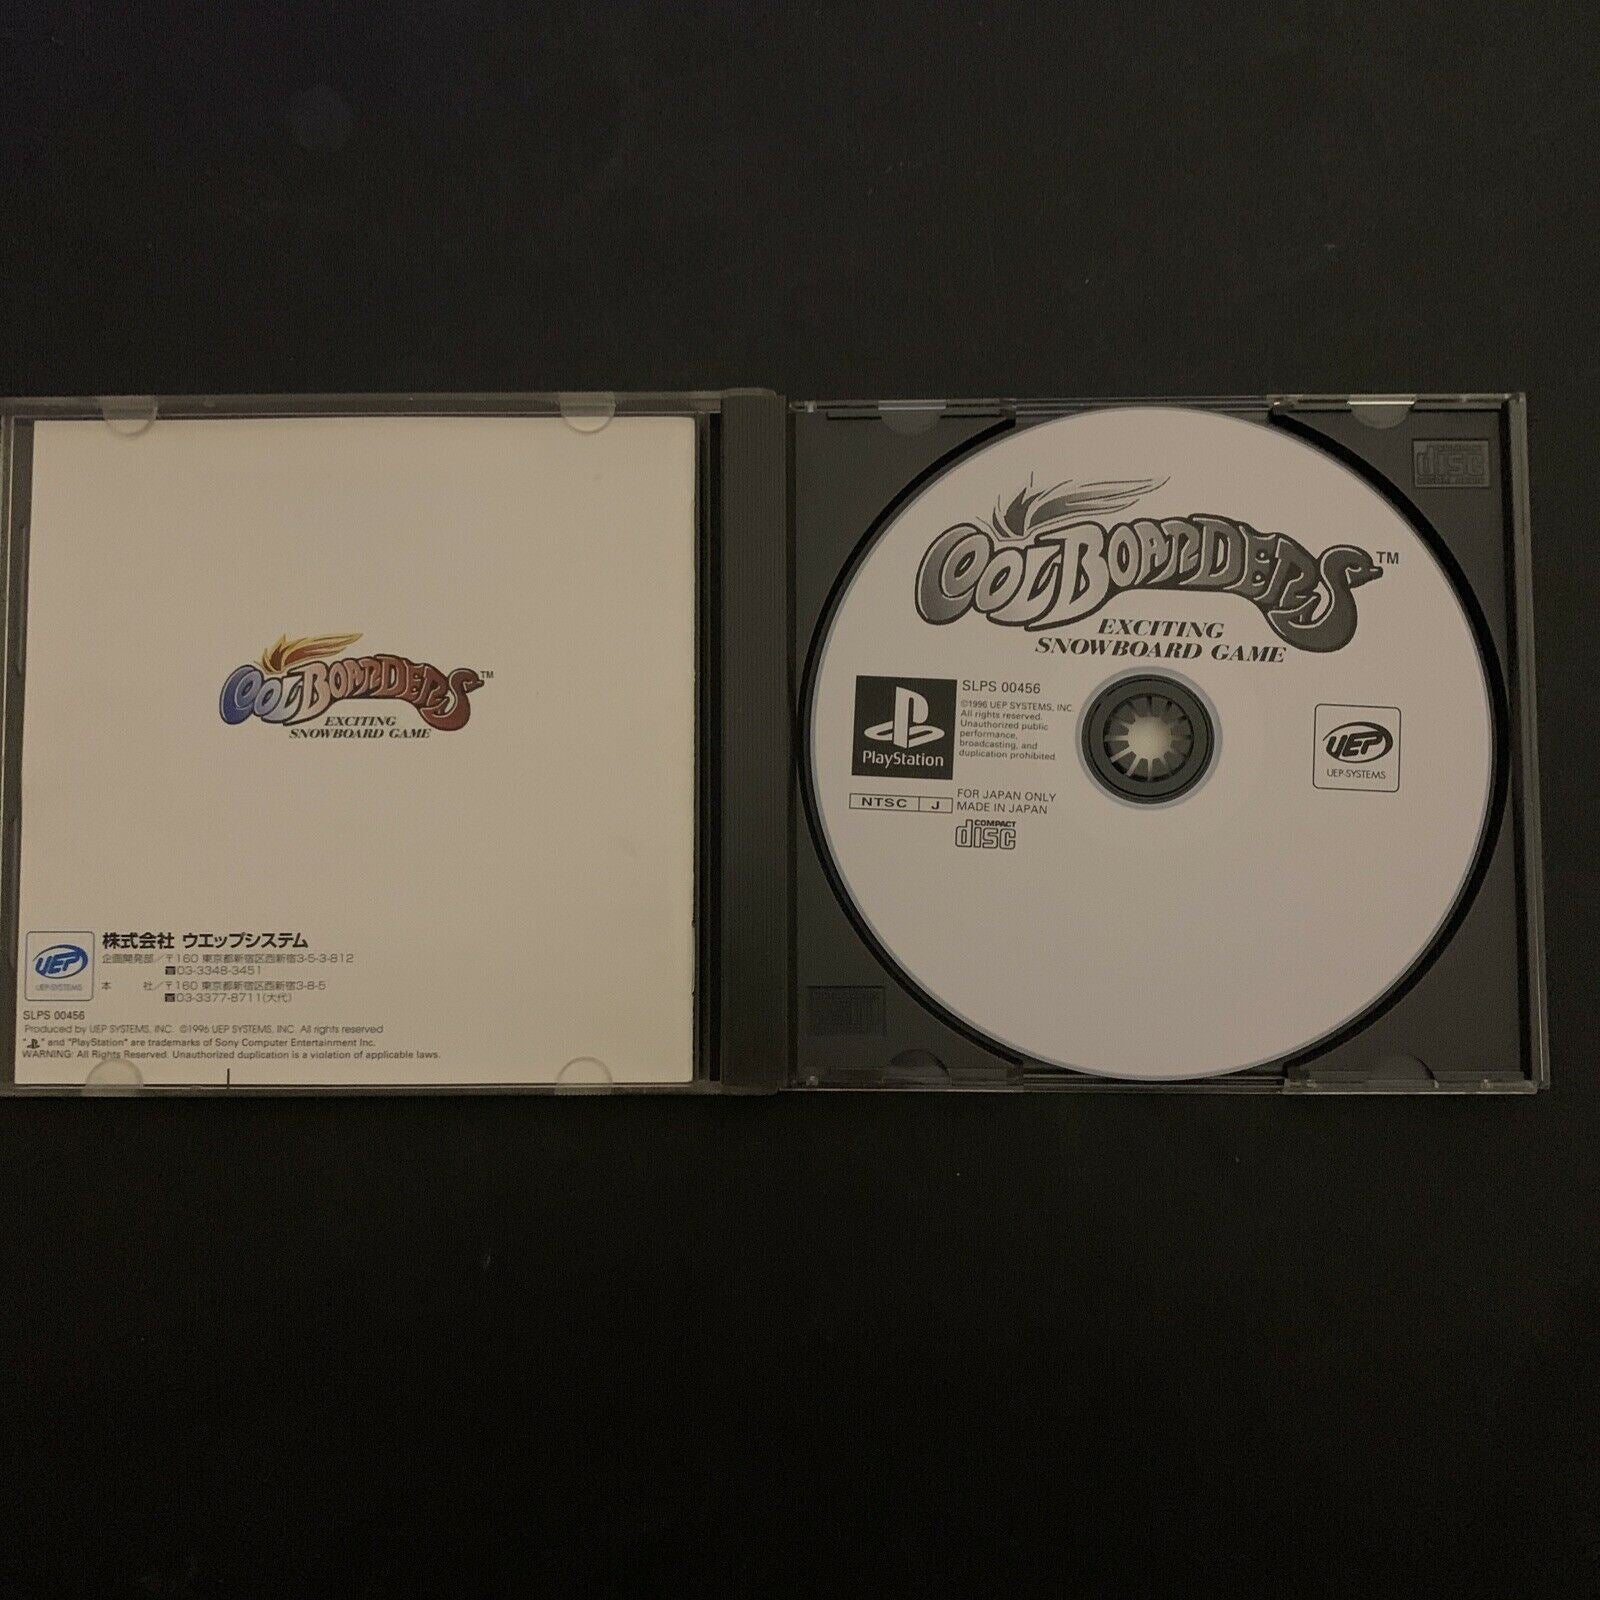 COOLBOARDERS™
EXCITING
SNOWBOARD GAME
UEP
UEP-SYSTEMS
株式会社 ウエップシステム
企画開発部/〒160 東京都新宿区西新宿3-5-3-812
☎03-3348-3451
本　　社/〒160 東京都新宿区西新宿3-8-5
☎03-3377-8711(大代)
SLPS 00456
Produced by UEP SYSTEMS, INC. ©1996 UEP SYSTEMS, INC. All rights reserved
" " and "PlayStation" are trademarks of Sony Computer Entertainment Inc.
WARNING: All Rights Reserved. Unauthorized duplication is a violation of applicable laws.
COOLBOARDERS™
EXCITING
SNOWBOARD GAME
PlayStation
SLPS 00456
©1996 UEP SYSTEMS, INC.
All rights reserved.
Unauthorized public
performance,
broadcasting, and
duplication prohibited.
NTSC J
FOR JAPAN ONLY
MADE IN JAPAN
COMPACT
disc
UEP
UEP-SYSTEMS
disc